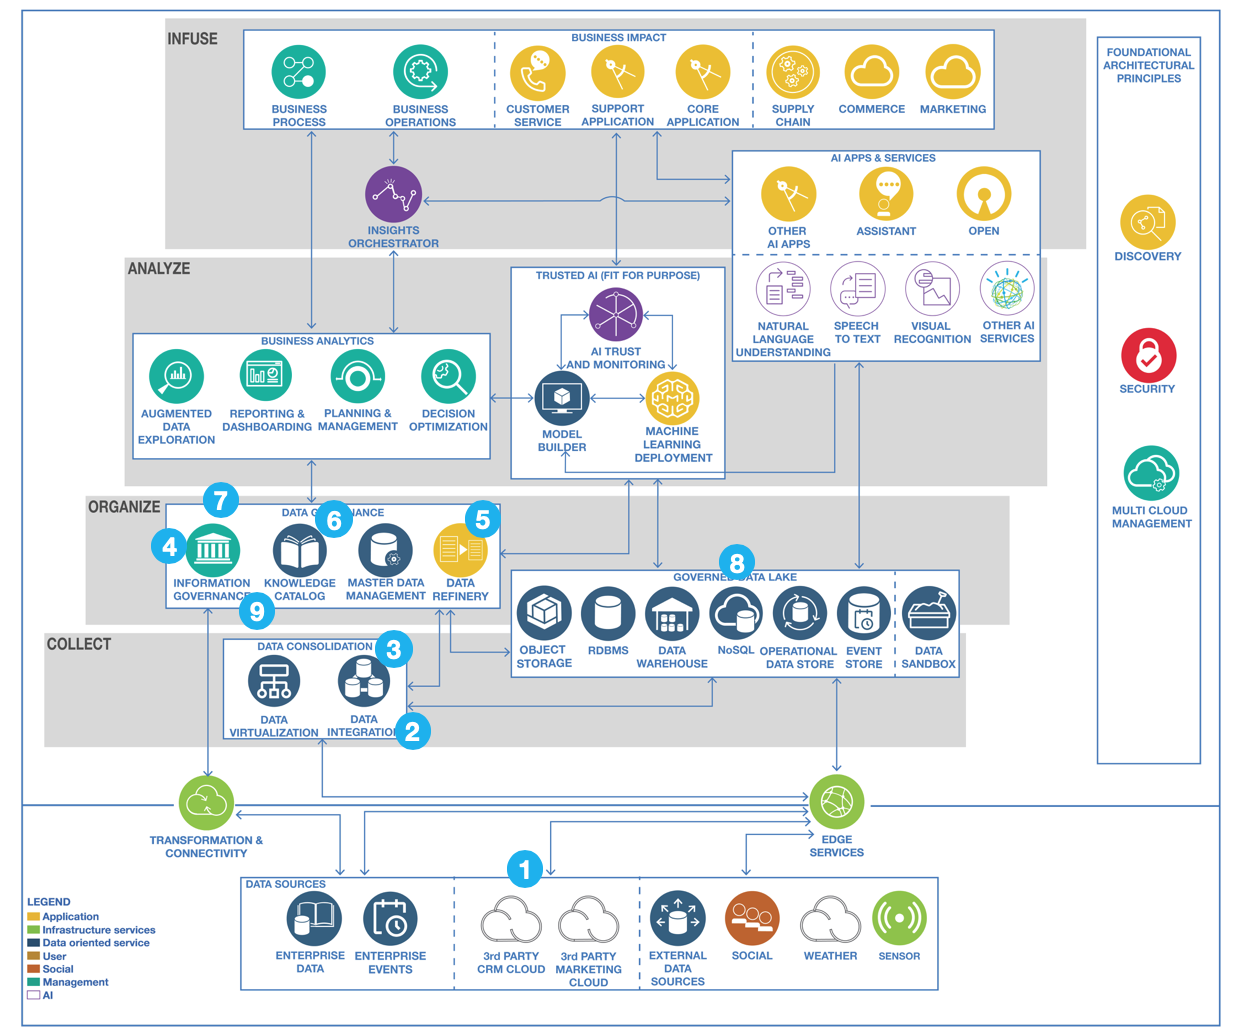 INFUSE
BUSINESS IMPACT
BUSINESS
PROCESS
BUSINESS
OPERATIONS
CUSTOMER
SERVICE
SUPPORT
APPLICATION
CORE
APPLICATION
SUPPLY
CHAIN
COMMERCE
MARKETING
FOUNDATIONAL
ARCHITECTURAL
PRINCIPLES
DISCOVERY
SECURITY
MULTI CLOUD
MANAGEMENT
INSIGHTS
ORCHESTRATOR
AI APPS & SERVICES
OTHER
AI APPS
ASSISTANT
OPEN
NATURAL
LANGUAGE
UNDERSTANDING
SPEECH
TO TEXT
VISUAL
RECOGNITION
OTHER AI
SERVICES
ANALYZE
TRUSTED AI (FIT FOR PURPOSE)
AI TRUST
AND MONITORING
MODEL
BUILDER
MACHINE
LEARNING
DEPLOYMENT
BUSINESS ANALYTICS
AUGMENTED
DATA
EXPLORATION
REPORTING &
DASHBOARDING
PLANNING &
MANAGEMENT
DECISION
OPTIMIZATION
ORGANIZE
7
DATA GOVERNANCE
6
5
4
INFORMATION
GOVERNANCE
KNOWLEDGE
CATALOG
MASTER DATA
MANAGEMENT
DATA
REFINERY
9
8
GOVERNED DATA LAKE
OBJECT
STORAGE
RDBMS
DATA
WAREHOUSE
NoSQL
OPERATIONAL
DATA STORE
EVENT
STORE
DATA
SANDBOX
COLLECT
DATA CONSOLIDATION
3
DATA
VIRTUALIZATION
DATA
INTEGRATION
2
TRANSFORMATION &
CONNECTIVITY
EDGE
SERVICES
1
DATA SOURCES
ENTERPRISE
DATA
ENTERPRISE
EVENTS
3rd PARTY
CRM CLOUD
3rd PARTY
MARKETING
CLOUD
EXTERNAL
DATA
SOURCES
SOCIAL
WEATHER
SENSOR
LEGEND
Application
Infrastructure services
Data oriented service
User
Social
Management
AI